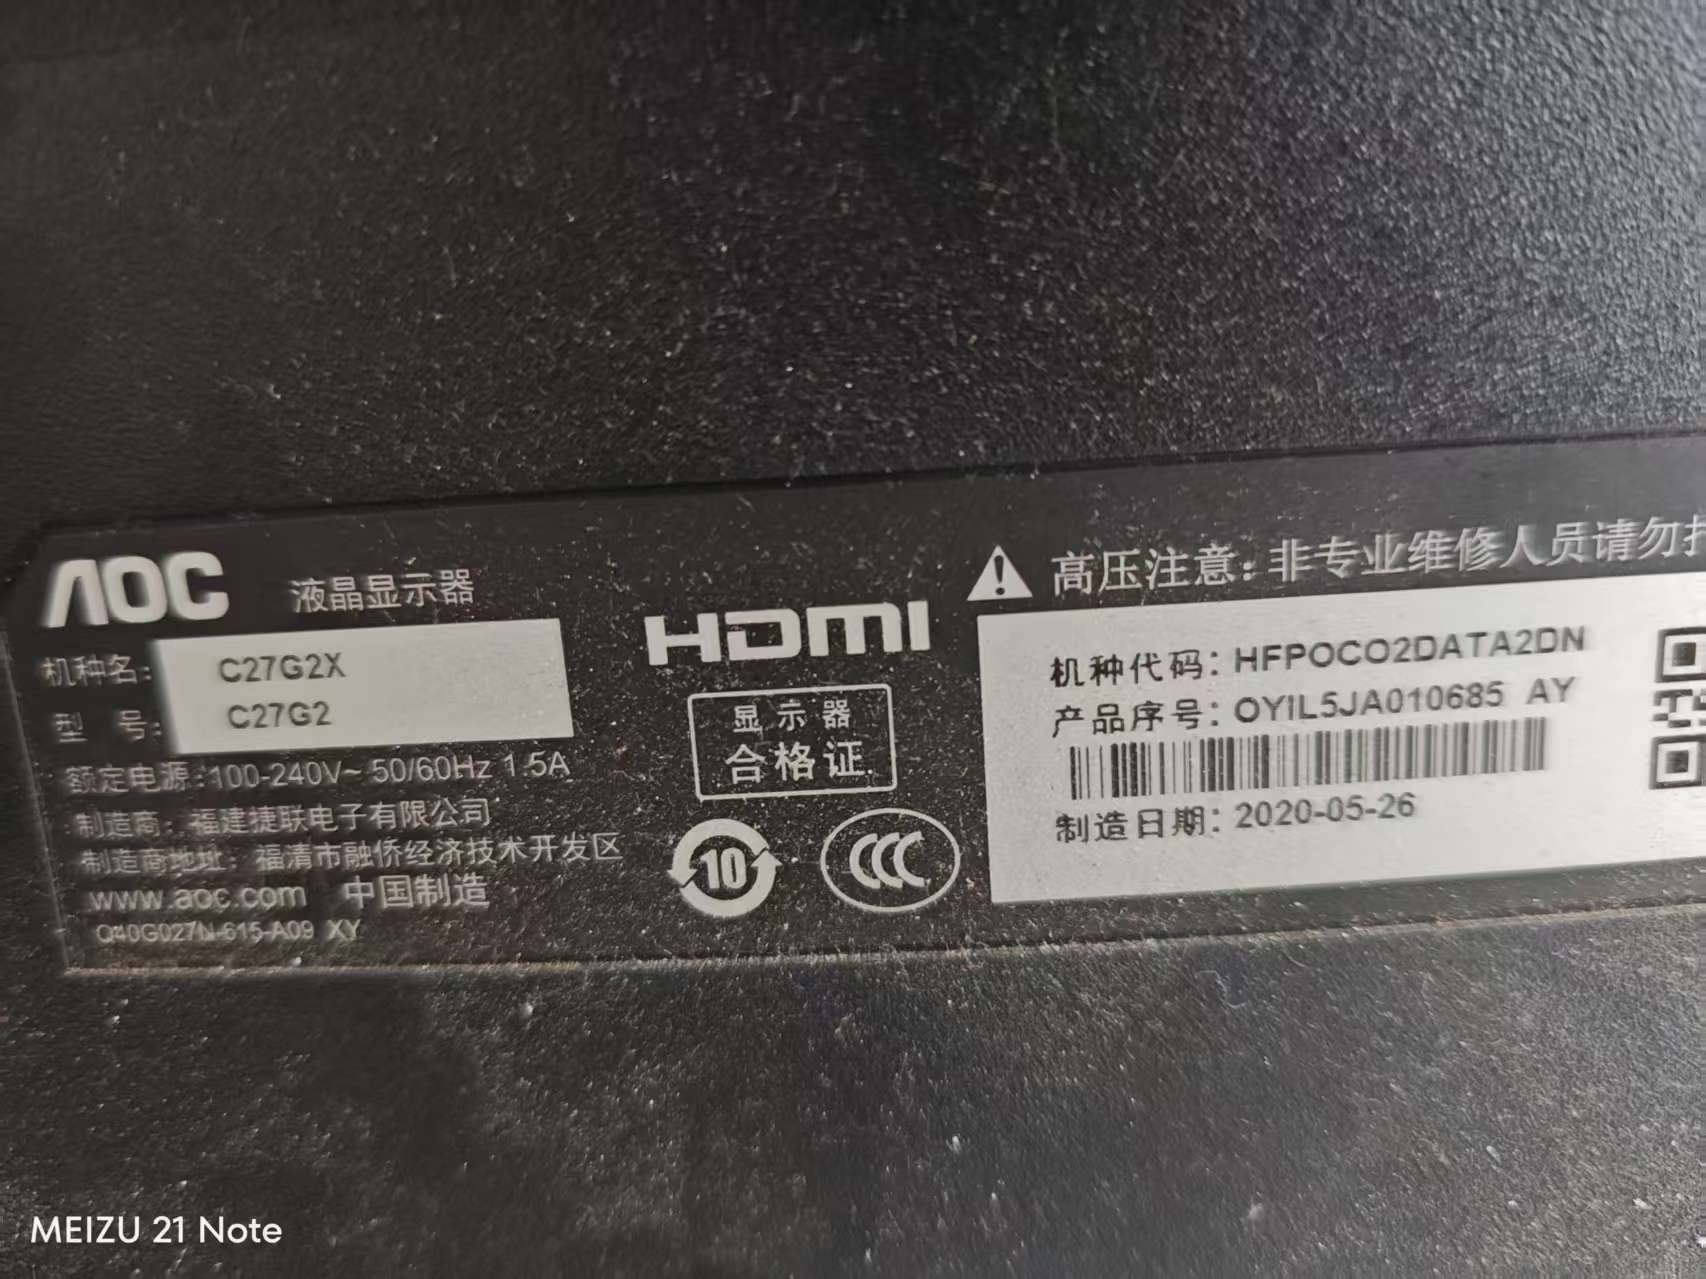 AOC 液晶显示器
机种名: C27G2X
型 号: C27G2
额定电源:100-240V~ 50/60Hz 1.5A
制造商: 福建捷联电子有限公司
制造商地址: 福清市融侨经济技术开发区
www.aoc.com 中国制造
Q40G027N-615-A09 XY
HDMI
显示器
合格证
10
CCC
高压注意:非专业维修人员请勿
机种代码: HFPOCO2DATA2DN
产品序号: OYIL5JA010685 AY
制造日期: 2020-05-26
MEIZU 21 Note